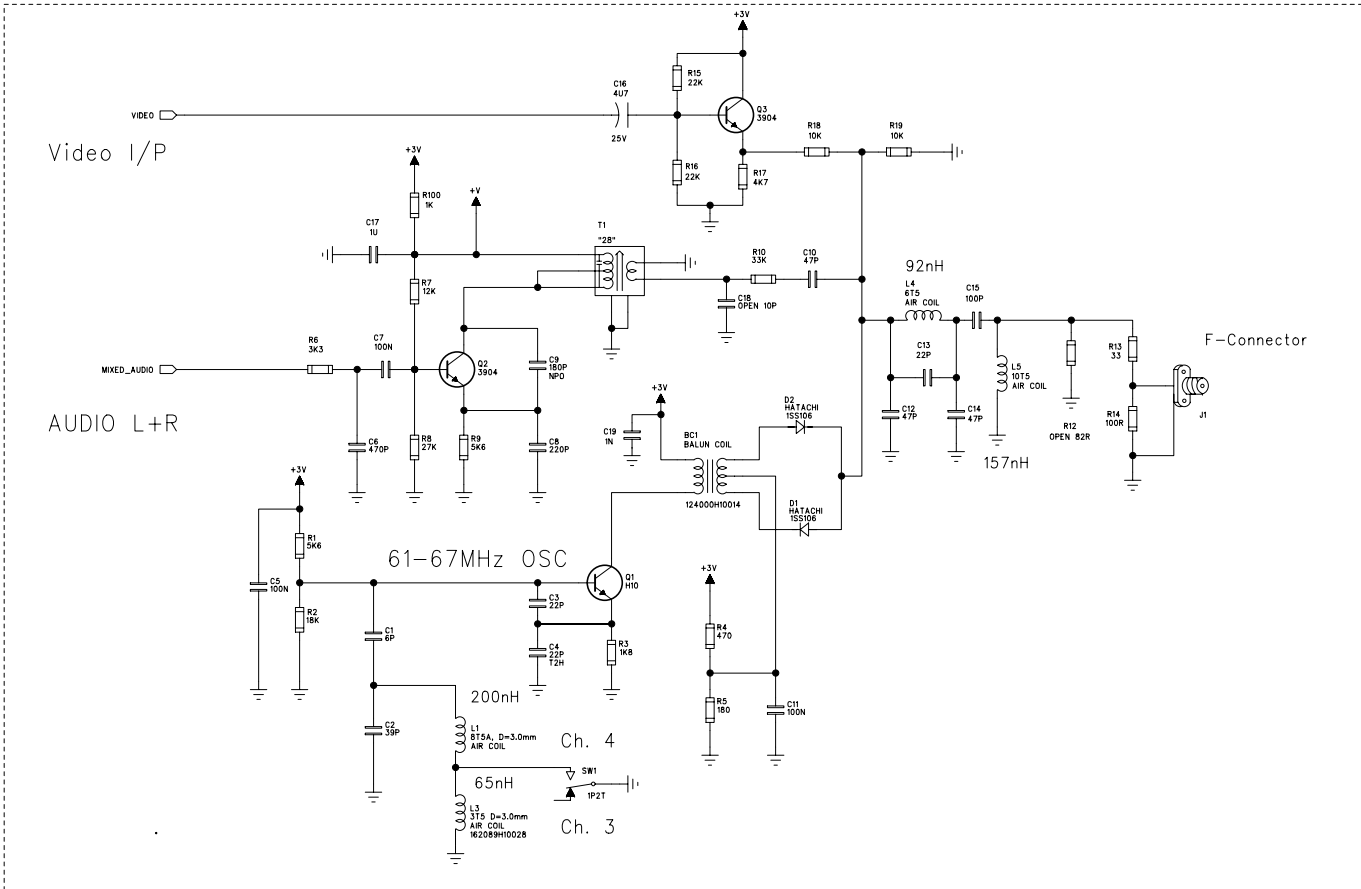 +3V
R15
22K
C16
4U7
25V
Q3
3904
VIDEO
Video I/P
R18
10K
R19
10K
R16
22K
R17
4K7
+3V
R100
1K
+V
C17
1U
T1
"28"
R7
12K
R10
33K
C10
47P
C18
OPEN 10P
92nH
L4
6T5
AIR COIL
C15
100P
C13
22P
C12
47P
C14
47P
L5
10T5
AIR COIL
157nH
R12
OPEN 82R
R13
33
R14
100R
F-Connector
J1
R6
3K3
C7
100N
MIXED_AUDIO
AUDIO L+R
Q2
3904
C9
180P
NPO
C6
470P
R8
27K
R9
5K6
C8
220P
+3V
C19
1N
BC1
BALUN COIL
124000H10014
D2
HATACHI
1SS106
D1
HATACHI
1SS106
+3V
R1
5K6
C5
100N
R2
18K
61-67MHz OSC
Q1
H10
C3
22P
C1
6P
C4
22P
T2H
R3
1K8
+3V
R4
470
R5
180
C11
100N
C2
39P
200nH
L1
8T5A, D=3.0mm
AIR COIL
Ch. 4
65nH
SW1
1P2T
L3
3T5 D=3.0mm
AIR COIL
162089H10028
Ch. 3